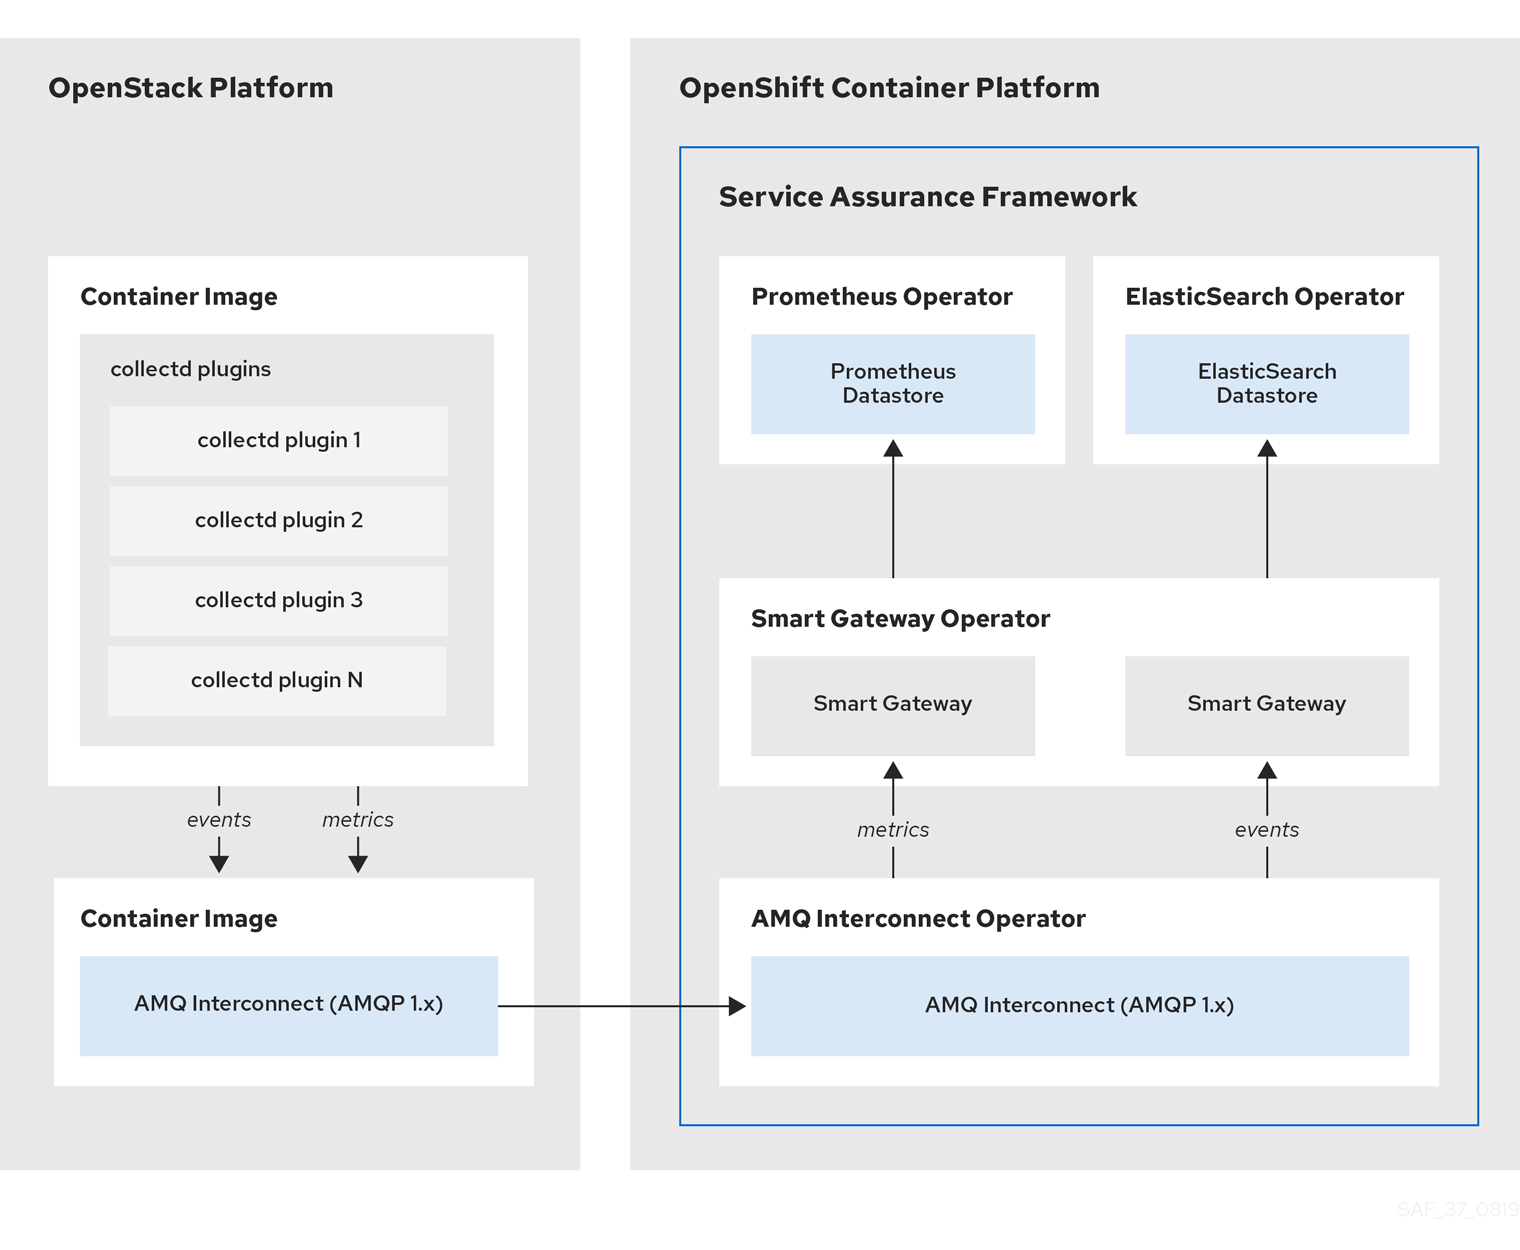 OpenStack Platform
Container Image
collectd plugins
collectd plugin 1
collectd plugin 2
collectd plugin 3
collectd plugin N
events
metrics
Container Image
AMQ Interconnect (AMQP 1.x)
OpenShift Container Platform
Service Assurance Framework
Prometheus Operator
Prometheus
Datastore
ElasticSearch Operator
ElasticSearch
Datastore
Smart Gateway Operator
Smart Gateway
Smart Gateway
metrics
events
AMQ Interconnect Operator
AMQ Interconnect (AMQP 1.x)
SAF_37_0819